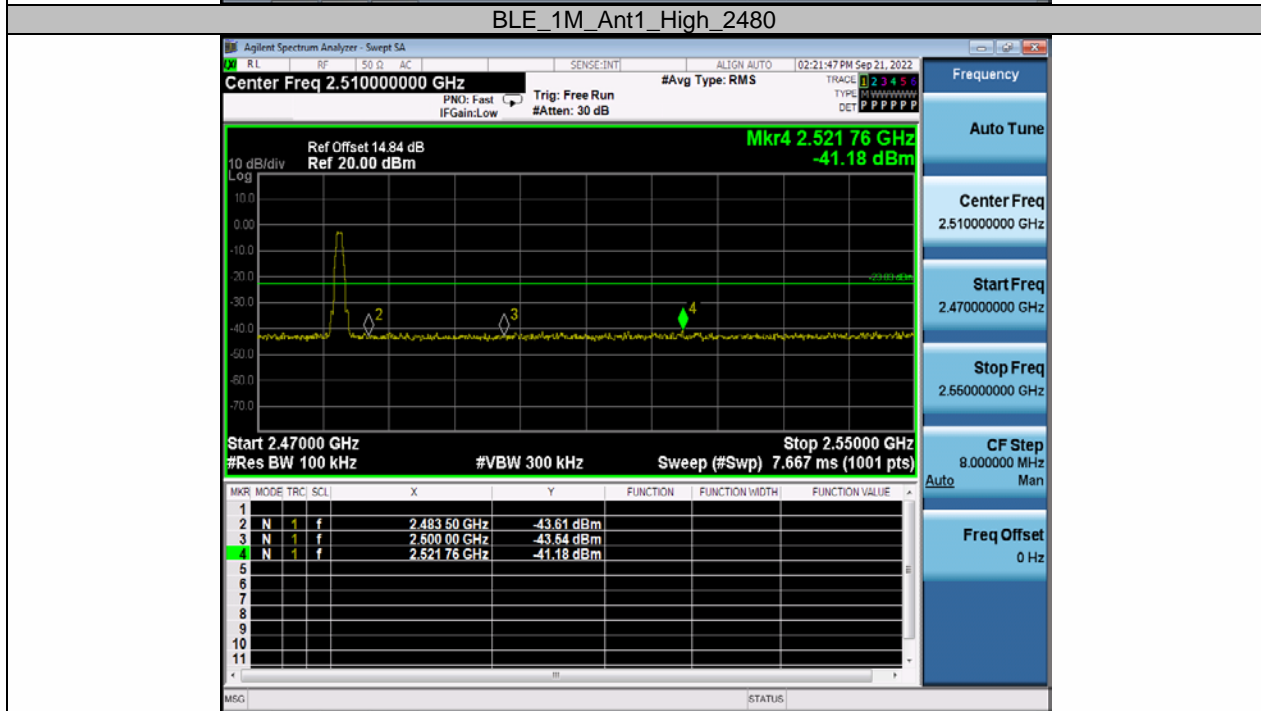 BLE_1M_Ant1_High_2480
Agilent Spectrum Analyzer - Swept SA
RL RF 50 Ω AC SENSE:INT ALIGN AUTO 02:21:47 PM Sep 21, 2022
Center Freq 2.510000000 GHz
PNO: Fast
IFGain:Low
Trig: Free Run
#Atten: 30 dB
#Avg Type: RMS
TRACE 1 2 3 4 5 6
TYPE M WWWWW
DET P P P P P P
Ref Offset 14.84 dB
10 dB/div Ref 20.00 dBm
Log
Mkr4 2.521 76 GHz
-41.18 dBm
10.0
0.00
-10.0
-20.0
-23.03 dBm
-30.0
2 3 4
-40.0
-50.0
-60.0
-70.0
Start 2.47000 GHz Stop 2.55000 GHz
#Res BW 100 kHz #VBW 300 kHz Sweep (#Swp) 7.667 ms (1001 pts)
MKR MODE TRC SCL X Y FUNCTION FUNCTION WIDTH FUNCTION VALUE
1
2 N 1 f 2.483 50 GHz -43.61 dBm
3 N 1 f 2.500 00 GHz -43.54 dBm
4 N 1 f 2.521 76 GHz -41.18 dBm
5
6
7
8
9
10
11
MSG STATUS
Frequency
Auto Tune
Center Freq
2.510000000 GHz
Start Freq
2.470000000 GHz
Stop Freq
2.550000000 GHz
CF Step
8.000000 MHz
Auto Man
Freq Offset
0 Hz